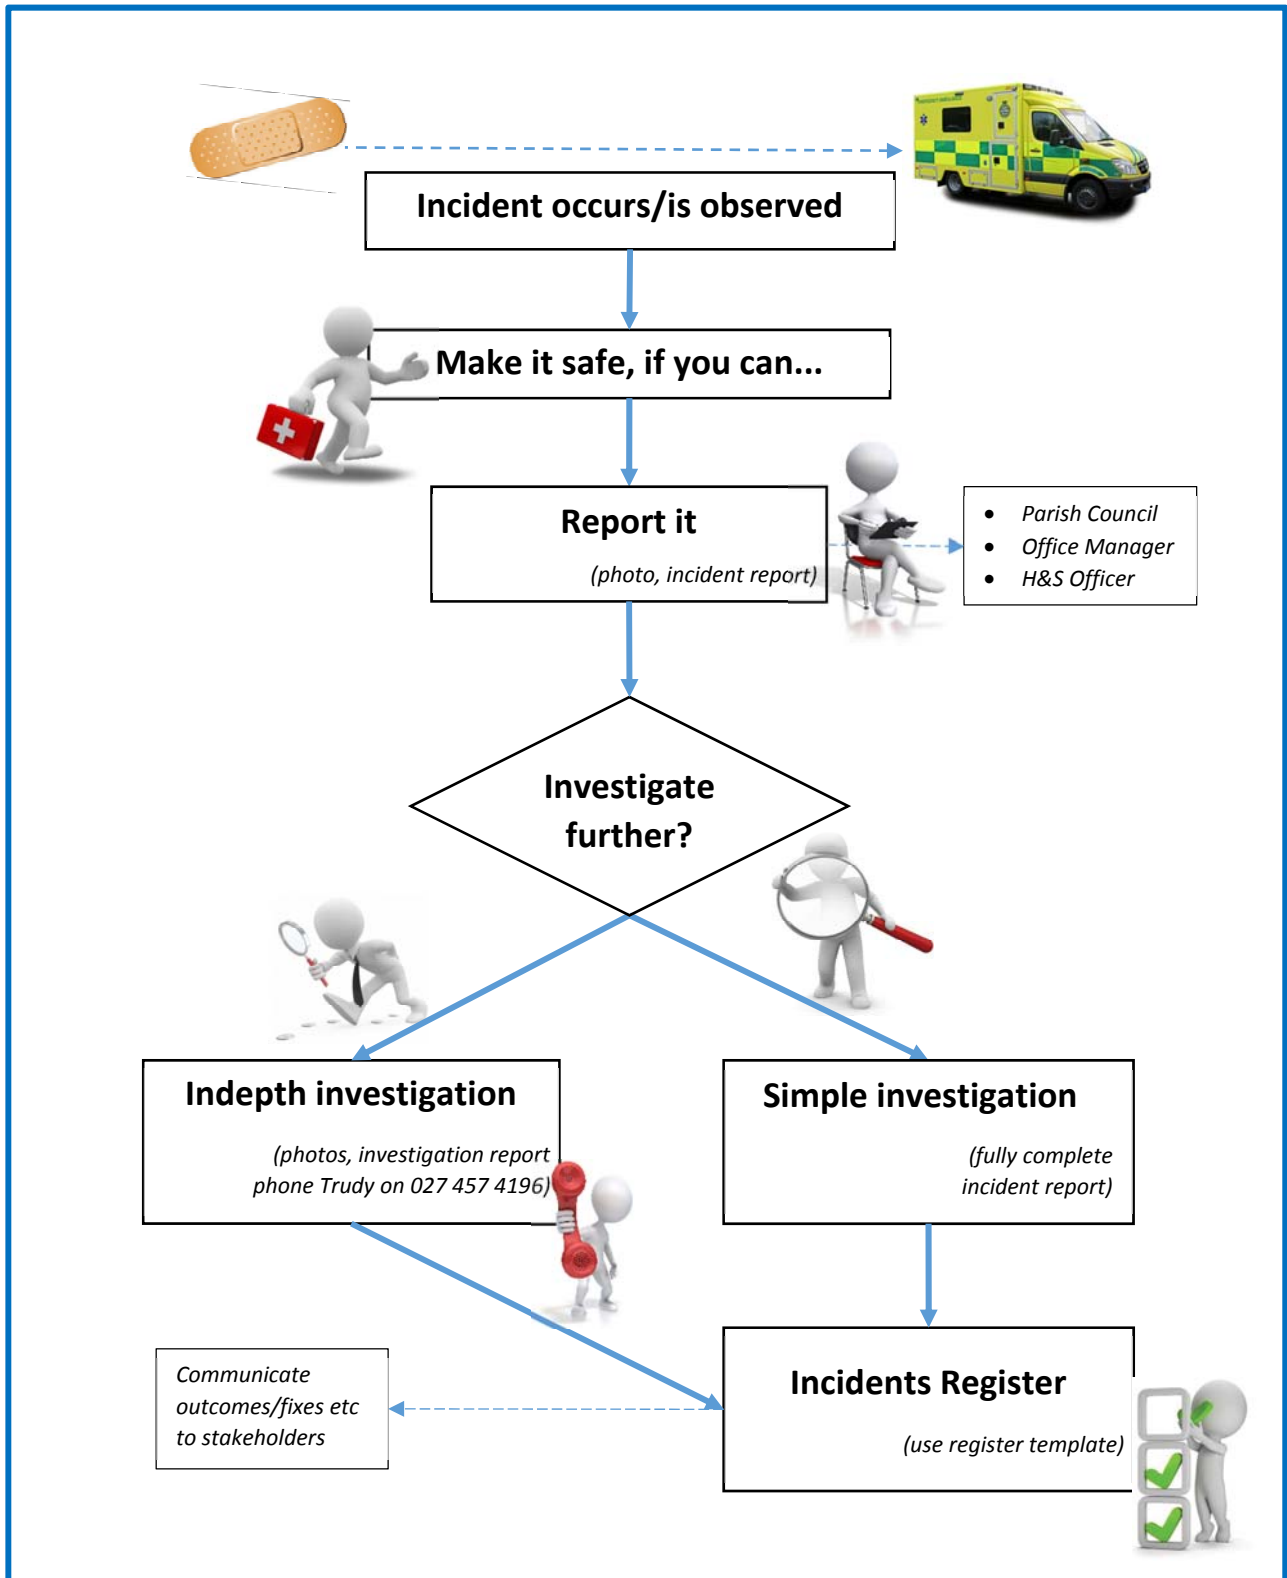 Incident occurs/is observed
Make it safe, if you can...
Report it
(photo, incident report)
• Parish Council
• Office Manager
• H&S Officer
Investigate
further?
Indepth investigation
(photos, investigation report
phone Trudy on 027 457 4196)
Simple investigation
(fully complete
incident report)
Communicate
outcomes/fixes etc
to stakeholders
Incidents Register
(use register template)